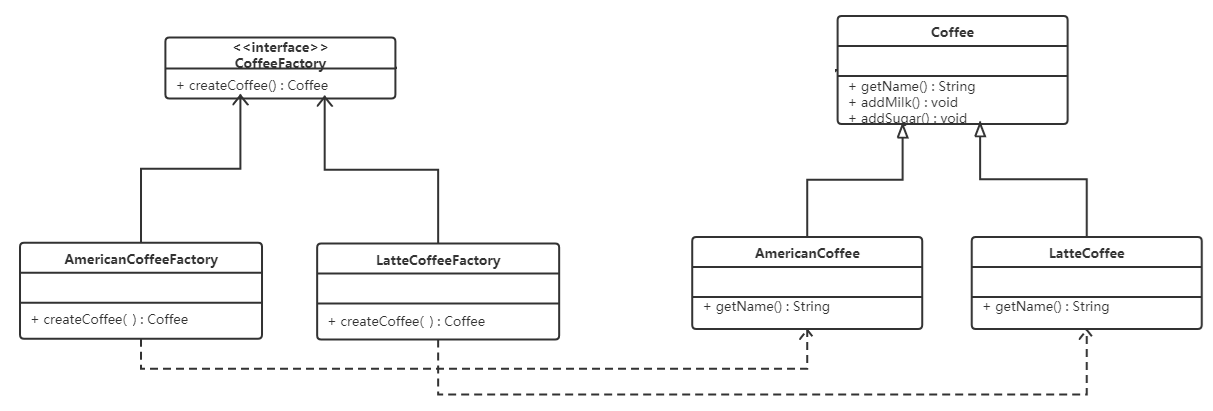 <<interface>>
CoffeeFactory
+ createCoffee() : Coffee
Coffee
+ getName() : String
+ addMilk() : void
+ addSugar() : void
AmericanCoffeeFactory
+ createCoffee( ) : Coffee
LatteCoffeeFactory
+ createCoffee( ) : Coffee
AmericanCoffee
+ getName() : String
LatteCoffee
+ getName() : String